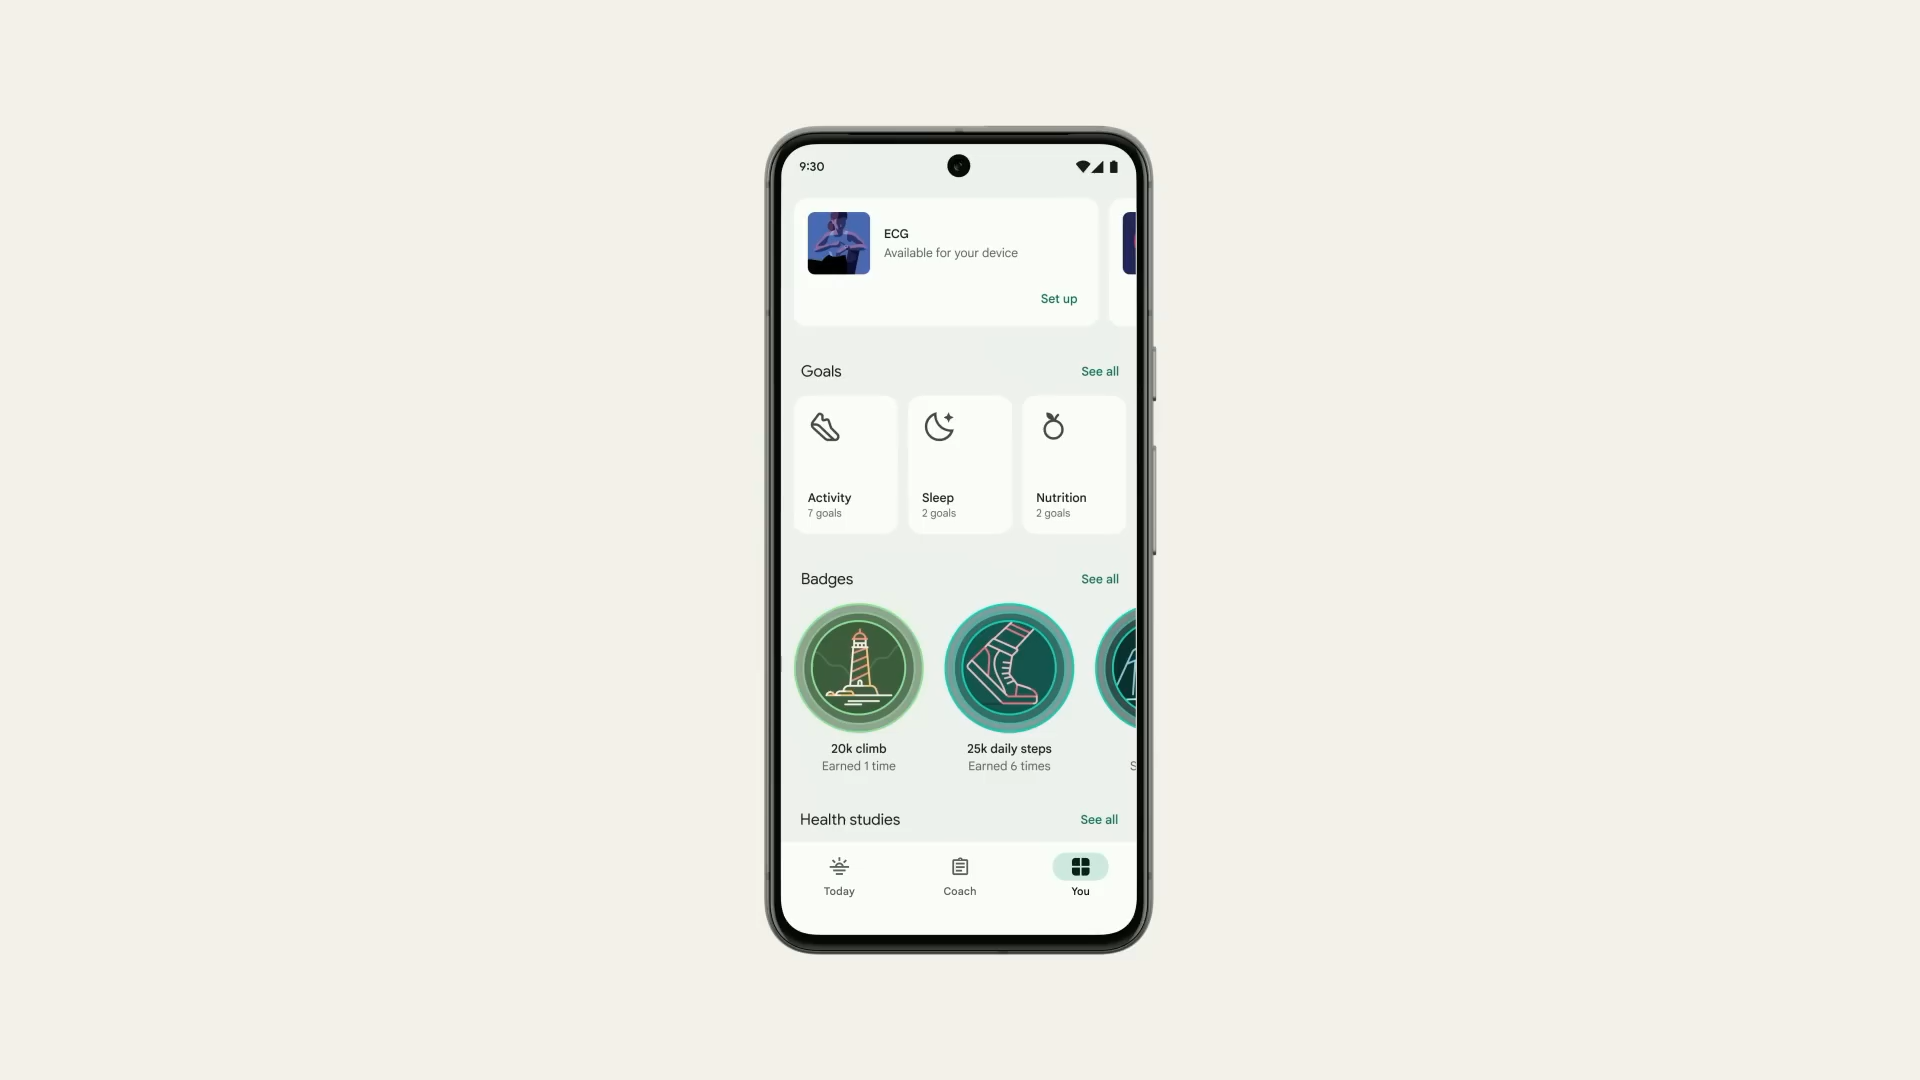 9:30
ECG
Available for your device
Set up
Goals
See all
Activity
7 goals
Sleep
2 goals
Nutrition
2 goals
Badges
See all
20k climb
Earned 1 time
25k daily steps
Earned 6 times
S
Health studies
See all
Today
Coach
You